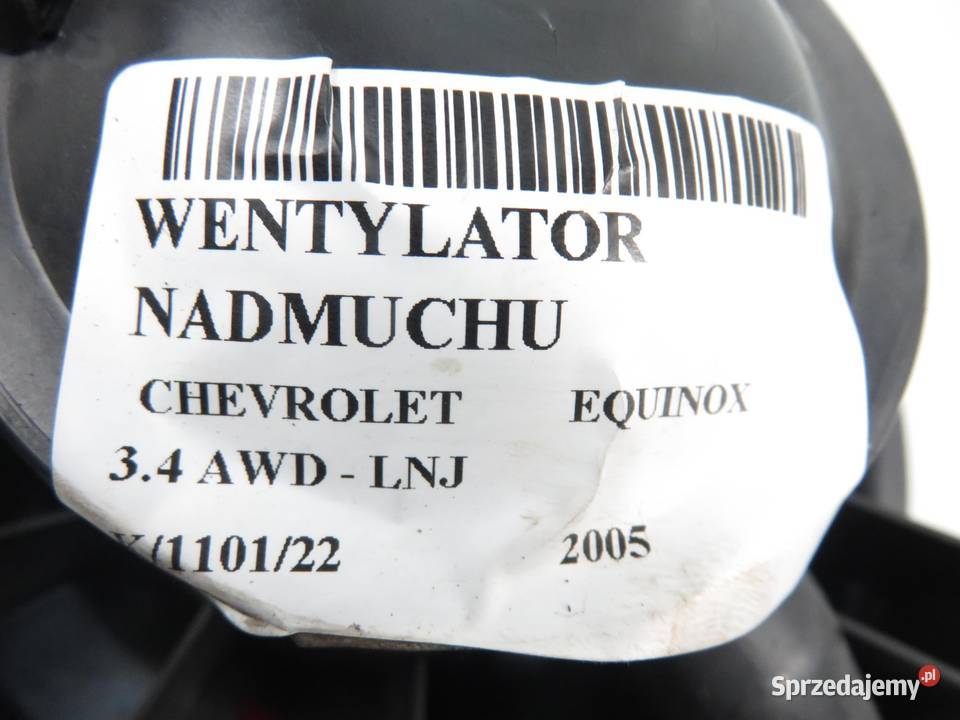 WENTYLATOR
NADMUCHU
CHEVROLET EQUINOX
3.4 AWD - LNJ
X/1101/22 2005
Sprzedajemy.pl